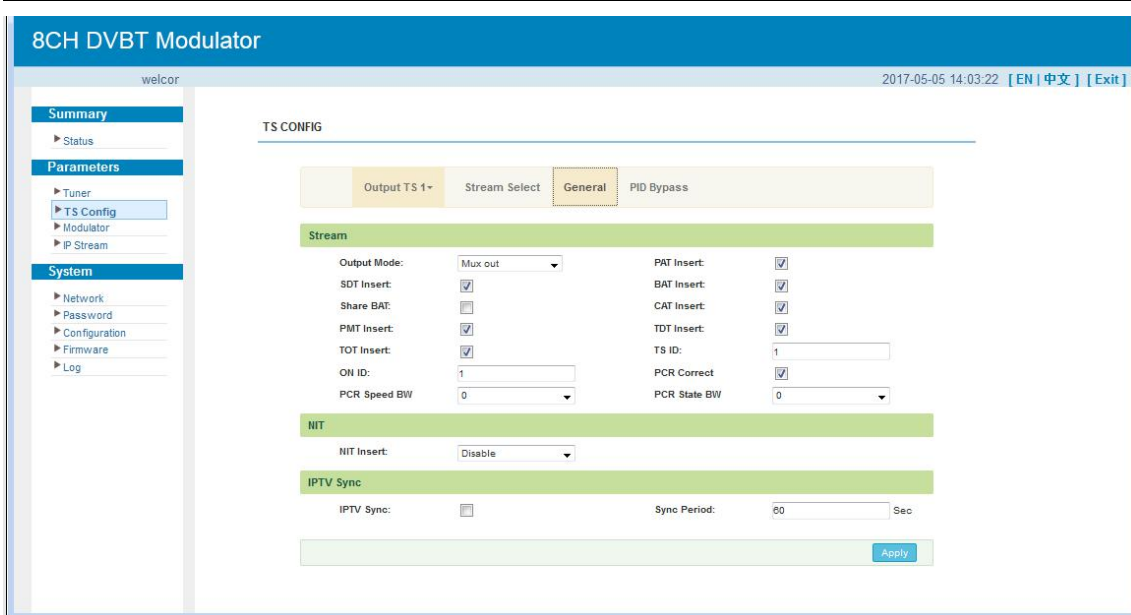 8CH DVBT Modulator
welcor
2017-05-05 14:03:22 [ EN | 中文 ] [ Exit ]
Summary
Status
Parameters
Tuner
TS Config
Modulator
IP Stream
System
Network
Password
Configuration
Firmware
Log
TS CONFIG
Output TS 1 Stream Select General PID Bypass
Stream
Output Mode: Mux out PAT Insert:
SDT Insert: BAT Insert:
Share BAT: CAT Insert:
PMT Insert: TDT Insert:
TOT Insert: TS ID: 1
ON ID: 1 PCR Correct
PCR Speed BW 0 PCR State BW 0
NIT
NIT Insert: Disable
IPTV Sync
IPTV Sync: Sync Period: 60 Sec
Apply